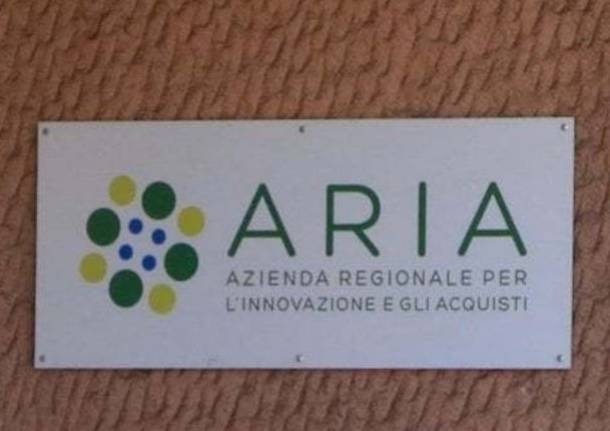 ARIA
AZIENDA REGIONALE PER
L'INNOVAZIONE E GLI ACQUISTI